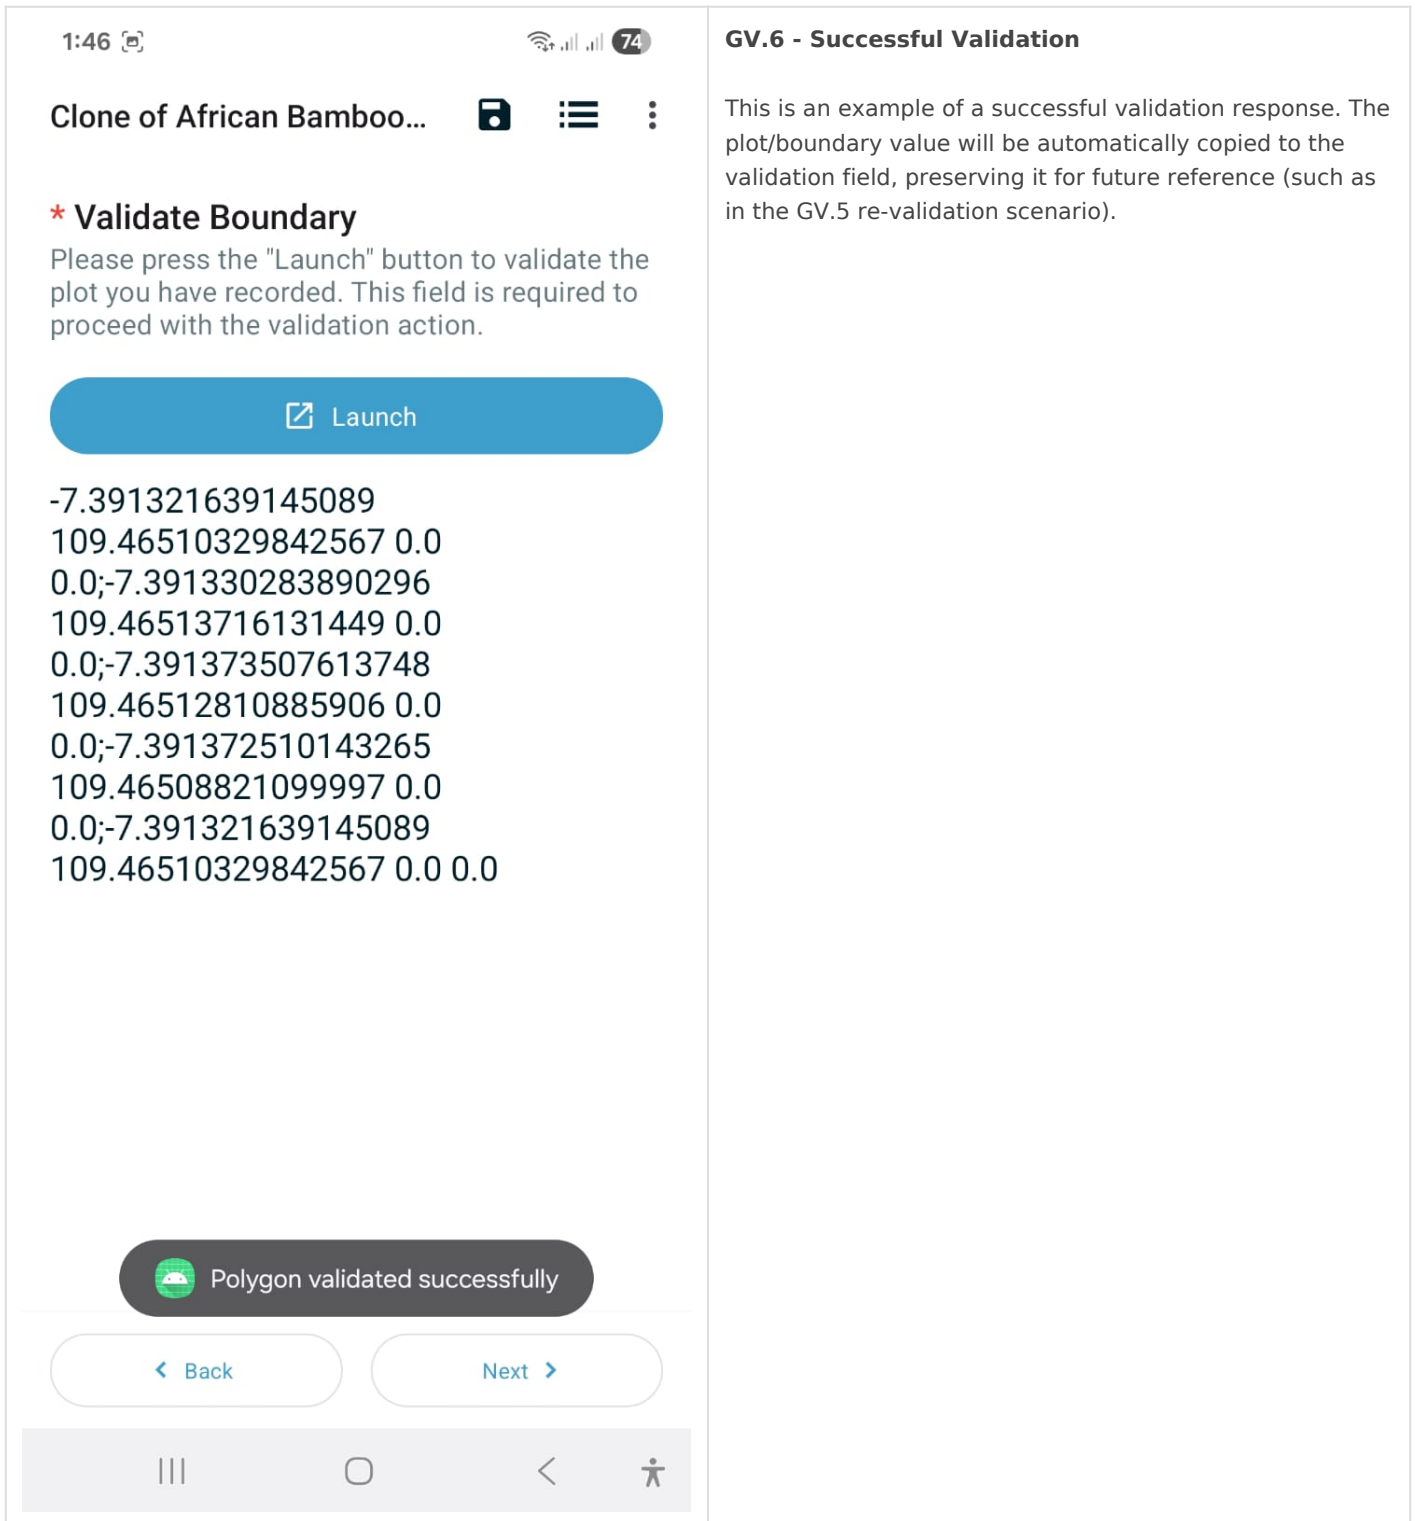 1:46
74
Clone of African Bamboo...
* Validate Boundary
Please press the "Launch" button to validate the
plot you have recorded. This field is required to
proceed with the validation action.
Launch
-7.391321639145089
109.46510329842567 0.0
0.0;-7.391330283890296
109.46513716131449 0.0
0.0;-7.391373507613748
109.46512810885906 0.0
0.0;-7.391372510143265
109.46508821099997 0.0
0.0;-7.391321639145089
109.46510329842567 0.0 0.0
Polygon validated successfully
Back
Next
GV.6 - Successful Validation
This is an example of a successful validation response. The
plot/boundary value will be automatically copied to the
validation field, preserving it for future reference (such as
in the GV.5 re-validation scenario).